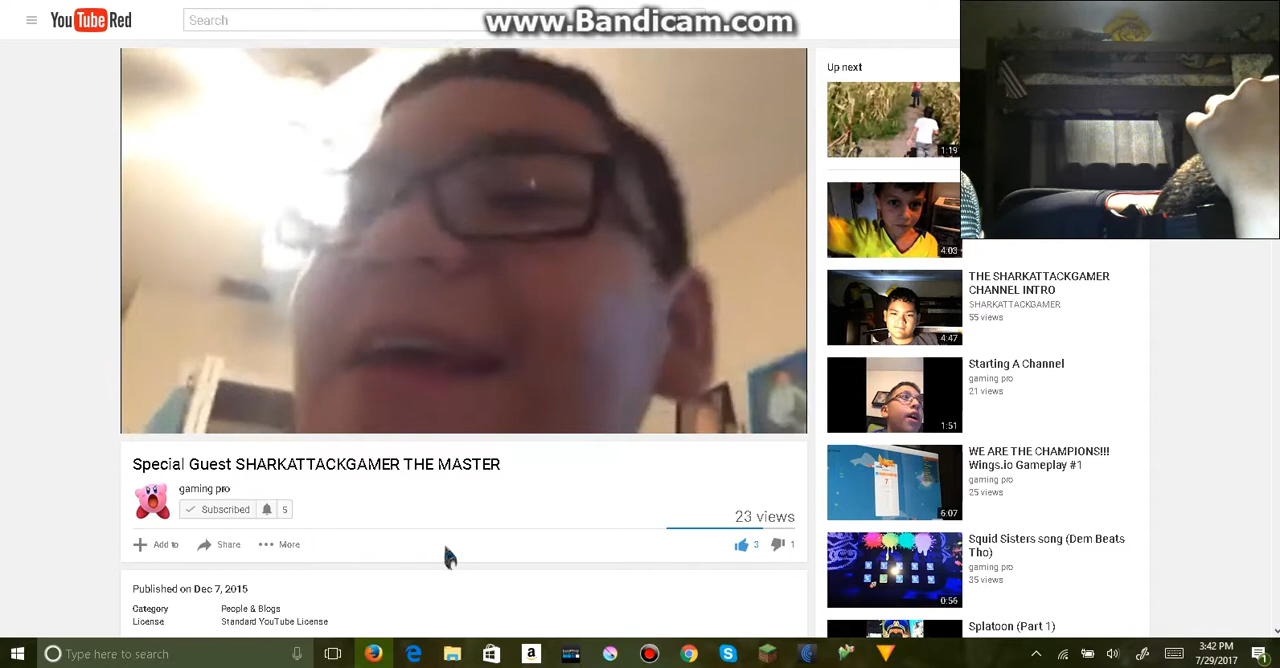 www.Bandicam.com
YouTube Red
Search
Up next
1:19
4:03
THE SHARKATTACKGAMER
CHANNEL INTRO
SHARKATTACKGAMER
55 views
4:47
Starting A Channel
gaming pro
21 views
1:51
WE ARE THE CHAMPIONS!!!
Wings.io Gameplay #1
gaming pro
25 views
6:07
Squid Sisters song (Dem Beats
Tho)
gaming pro
35 views
0:56
Splatoon (Part 1)
Special Guest SHARKATTACKGAMER THE MASTER
gaming pro
Subscribed 5
23 views
Add to Share More 3 1
Published on Dec 7, 2015
Category People & Blogs
License Standard YouTube License
Type here to search
3:42 PM
7/29/2017